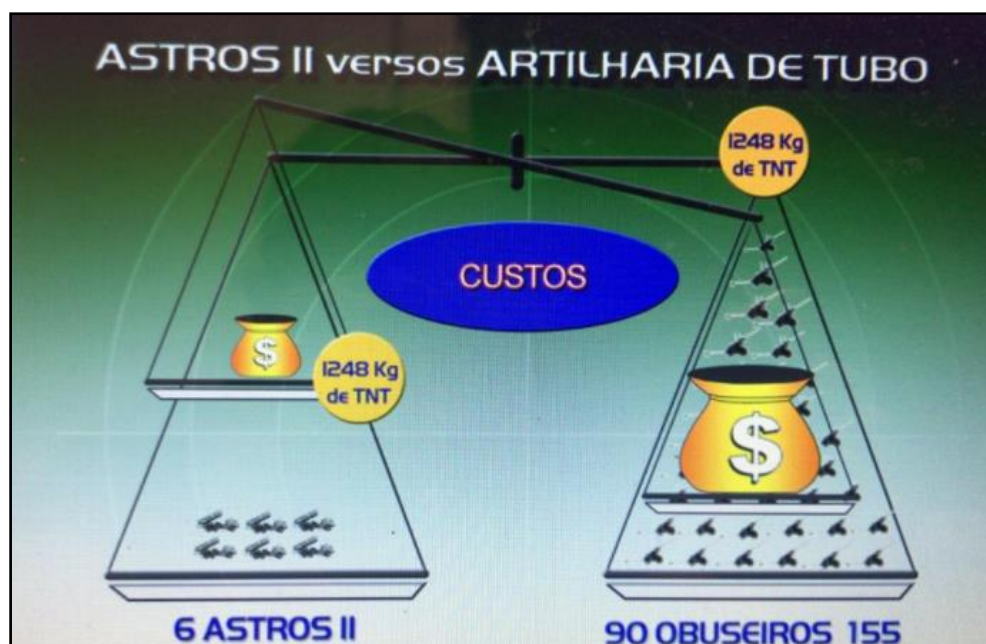 ASTROS II versos ARTILHARIA DE TUBO
1248 Kg
de TNT
CUSTOS
$
1248 Kg
de TNT
$
6 ASTROS II
90 OBUSEIROS 155